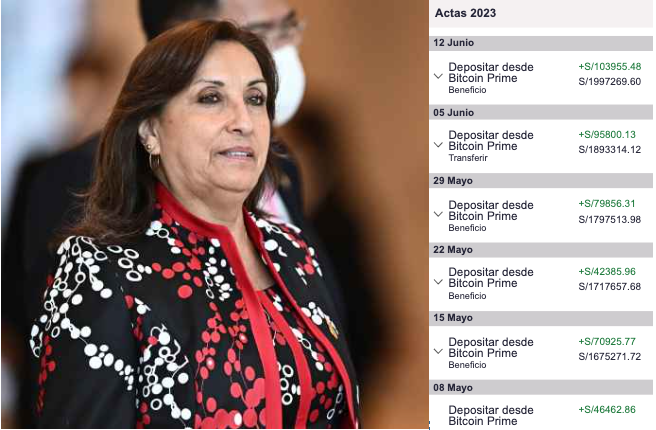 Actas 2023
12 Junio
Depositar desde
Bitcoin Prime
Beneficio
+S/103955.48
S/1997269.60
05 Junio
Depositar desde
Bitcoin Prime
Transferir
+S/95800.13
S/1893314.12
29 Mayo
Depositar desde
Bitcoin Prime
Beneficio
+S/79856.31
S/1797513.98
22 Mayo
Depositar desde
Bitcoin Prime
Beneficio
+S/42385.96
S/1717657.68
15 Mayo
Depositar desde
Bitcoin Prime
Beneficio
+S/70925.77
S/1675271.72
08 Mayo
Depositar desde
Bitcoin Prime
+S/46462.86